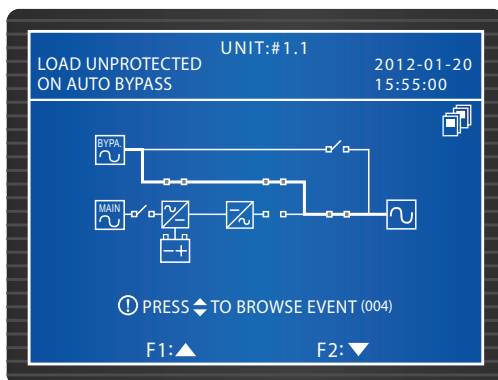 UNIT:#1.1
LOAD UNPROTECTED
ON AUTO BYPASS
2012-01-20
15:55:00
BYPA.
MAIN
PRESS TO BROWSE EVENT (004)
F1:
F2: